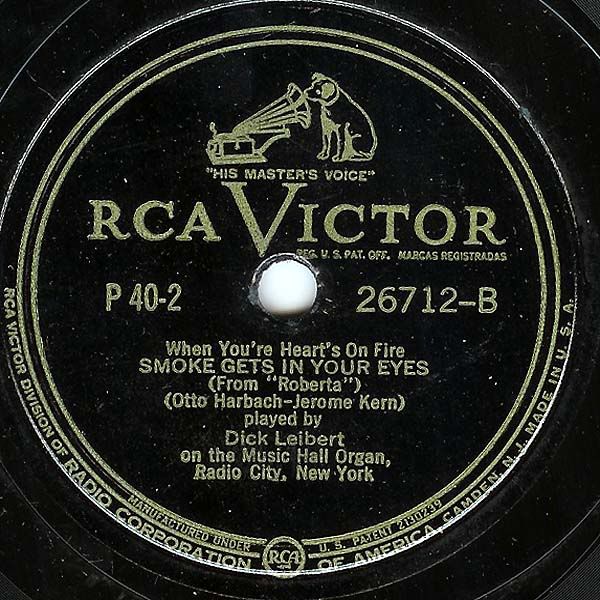 "HIS MASTER'S VOICE"
RCA VICTOR
REG. U. S. PAT. OFF. MARCAS REGISTRADAS
P 40-2
26712-B
When You're Heart's On Fire
SMOKE GETS IN YOUR EYES
(From "Roberta")
(Otto Harbach-Jerome Kern)
played by
Dick Leibert
on the Music Hall Organ,
Radio City, New York
MANUFACTURED UNDER RCA U. S. PATENT 2130239
RCA VICTOR DIVISION OF RADIO CORPORATION OF AMERICA, CAMDEN, N. J. MADE IN U. S. A.